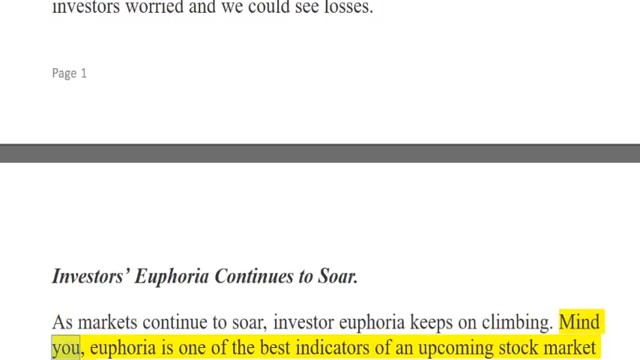 investors worried and we could see losses.
Page 1
Investors’ Euphoria Continues to Soar.
As markets continue to soar, investor euphoria keeps on climbing. Mind
you, euphoria is one of the best indicators of an upcoming stock market